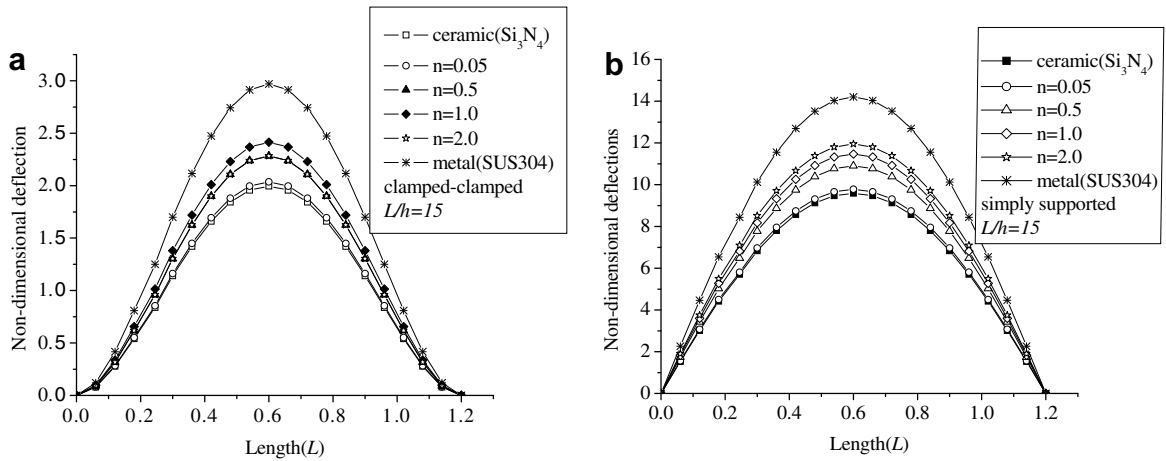 a
ceramic(Si₃N₄)
n=0.05
n=0.5
n=1.0
n=2.0
metal(SUS304)
clamped-clamped
L/h=15
3.0
2.5
2.0
1.5
1.0
0.5
0.0
Non-dimensional deflection
0.0 0.2 0.4 0.6 0.8 1.0 1.2
Length(L)
b
ceramic(Si₃N₄)
n=0.05
n=0.5
n=1.0
n=2.0
metal(SUS304)
simply supported
L/h=15
16
14
12
10
8
6
4
2
0
Non-dimensional deflections
0.0 0.2 0.4 0.6 0.8 1.0 1.2
Length(L)